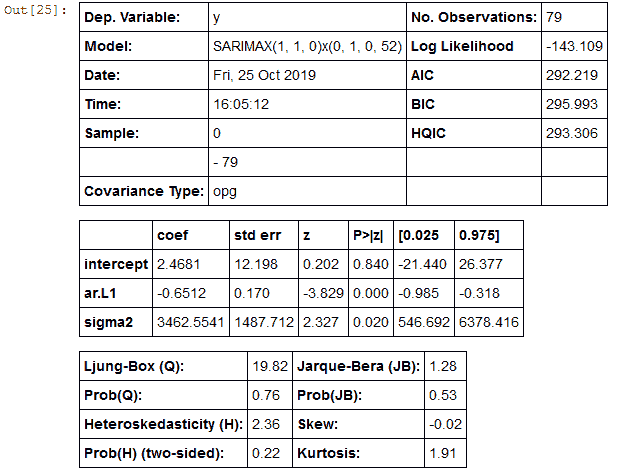 Out[25]:
Dep. Variable: y No. Observations: 79
Model: SARIMAX(1, 1, 0)x(0, 1, 0, 52) Log Likelihood -143.109
Date: Fri, 25 Oct 2019 AIC 292.219
Time: 16:05:12 BIC 295.993
Sample: 0 HQIC 293.306
- 79
Covariance Type: opg
coef std err z P>|z| [0.025 0.975]
intercept 2.4681 12.198 0.202 0.840 -21.440 26.377
ar.L1 -0.6512 0.170 -3.829 0.000 -0.985 -0.318
sigma2 3462.5541 1487.712 2.327 0.020 546.692 6378.416
Ljung-Box (Q): 19.82 Jarque-Bera (JB): 1.28
Prob(Q): 0.76 Prob(JB): 0.53
Heteroskedasticity (H): 2.36 Skew: -0.02
Prob(H) (two-sided): 0.22 Kurtosis: 1.91